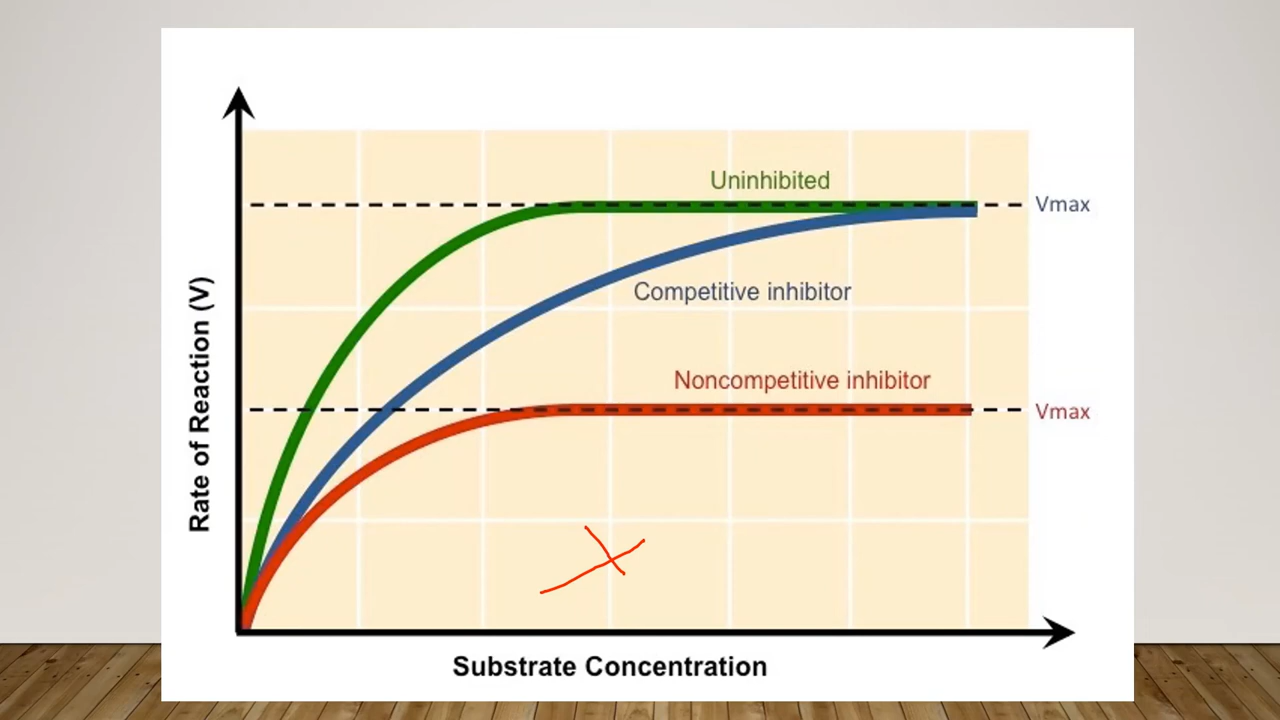 Uninhibited
Vmax
Competitive inhibitor
Noncompetitive inhibitor
Vmax
Rate of Reaction (V)
Substrate Concentration